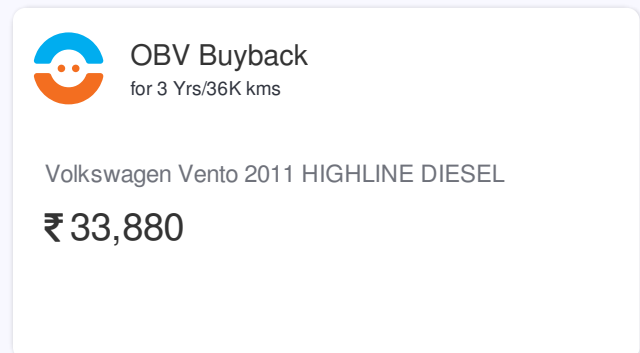 OBV Buyback
for 3 Yrs/36K kms
Volkswagen Vento 2011 HIGHLINE DIESEL
₹ 33,880